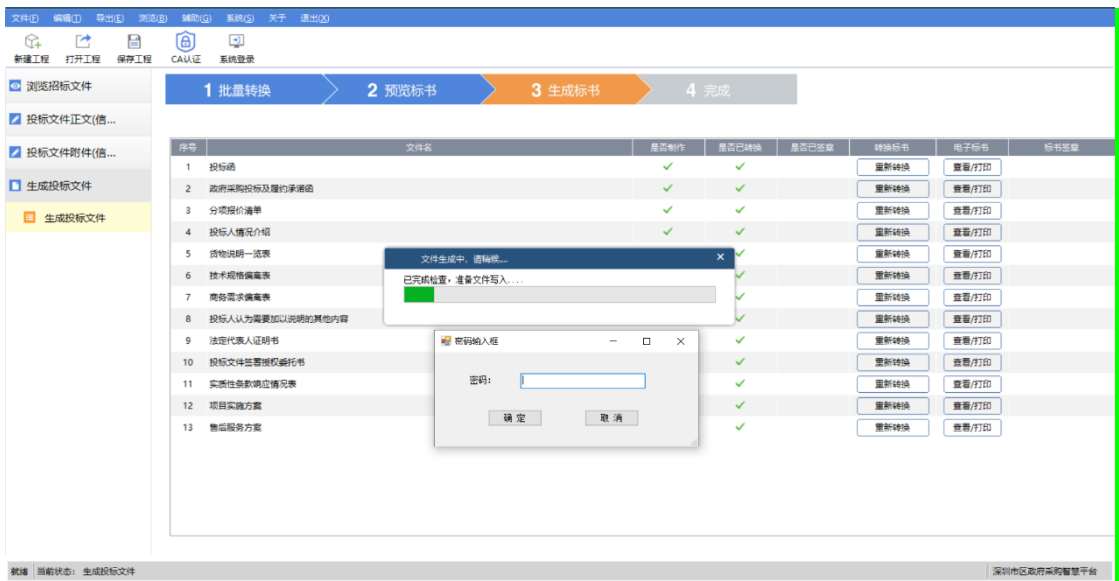 文件(F) 编辑(T) 导出(E) 浏览(B) 辅助(G) 系统(S) 关于 退出(X)
新建工程 打开工程 保存工程 CA认证 系统登录
浏览招标文件
投标文件正文(信...
投标文件附件(信...
生成投标文件
生成投标文件
1 批量转换 2 预览标书 3 生成标书 4 完成
序号 文件名 是否制作 是否已转换 是否已签章 转换标书 电子标书 标书签章
1 投标函 重新转换 查看/打印
2 政府采购投标及履约承诺函 重新转换 查看/打印
3 分项报价清单 重新转换 查看/打印
4 投标人情况介绍 重新转换 查看/打印
5 货物说明一览表 重新转换 查看/打印
6 技术规格偏离表 重新转换 查看/打印
7 商务需求偏离表 重新转换 查看/打印
8 投标人认为需要加以说明的其他内容 重新转换 查看/打印
9 法定代表人证明书 重新转换 查看/打印
10 投标文件签署授权委托书 重新转换 查看/打印
11 实质性条款响应情况表 重新转换 查看/打印
12 项目实施方案 重新转换 查看/打印
13 售后服务方案 重新转换 查看/打印
文件生成中，请稍候....
已完成检查，准备文件写入....
密码输入框
密码：
确 定 取 消
就绪 当前状态： 生成投标文件 深圳市区政府采购智慧平台